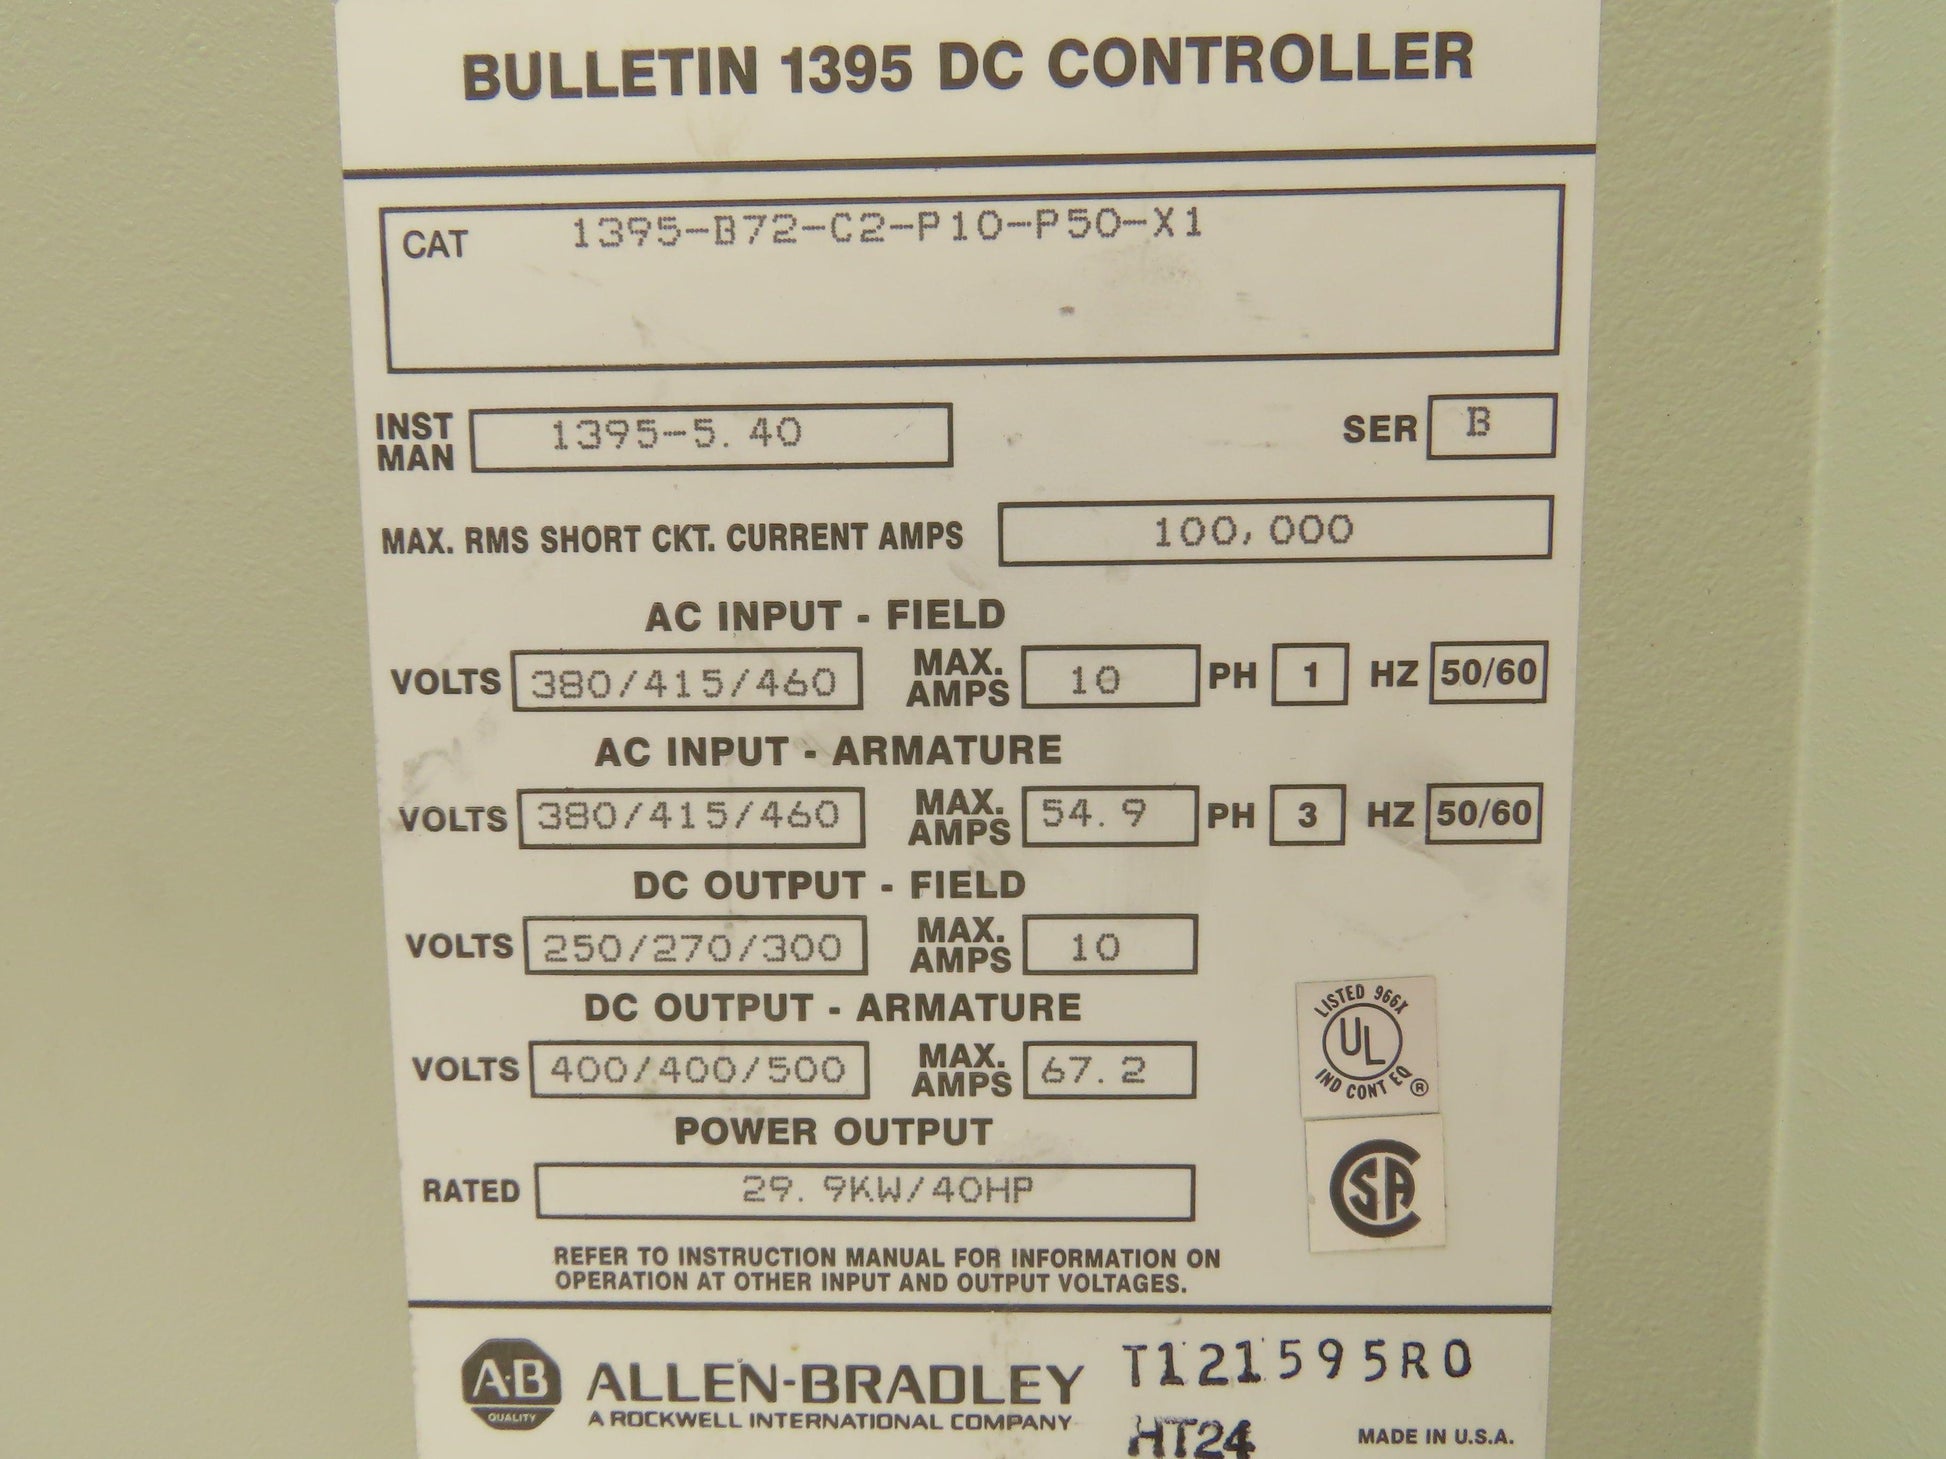 BULLETIN 1395 DC CONTROLLER
CAT 1395-B72-C2-P10-P50-X1
INST MAN 1395-5.40 SER B
MAX. RMS SHORT CKT. CURRENT AMPS 100,000
AC INPUT - FIELD
VOLTS 380/415/460 MAX. AMPS 10 PH 1 HZ 50/60
AC INPUT - ARMATURE
VOLTS 380/415/460 MAX. AMPS 54.9 PH 3 HZ 50/60
DC OUTPUT - FIELD
VOLTS 250/270/300 MAX. AMPS 10
DC OUTPUT - ARMATURE
VOLTS 400/400/500 MAX. AMPS 67.2
LISTED 966X
UL
IND CONT EQ ®
POWER OUTPUT
RATED 29.9KW/40HP
SA
REFER TO INSTRUCTION MANUAL FOR INFORMATION ON
OPERATION AT OTHER INPUT AND OUTPUT VOLTAGES.
A-B
QUALITY
ALLEN-BRADLEY
A ROCKWELL INTERNATIONAL COMPANY
T121595R0
HT24
MADE IN U.S.A.